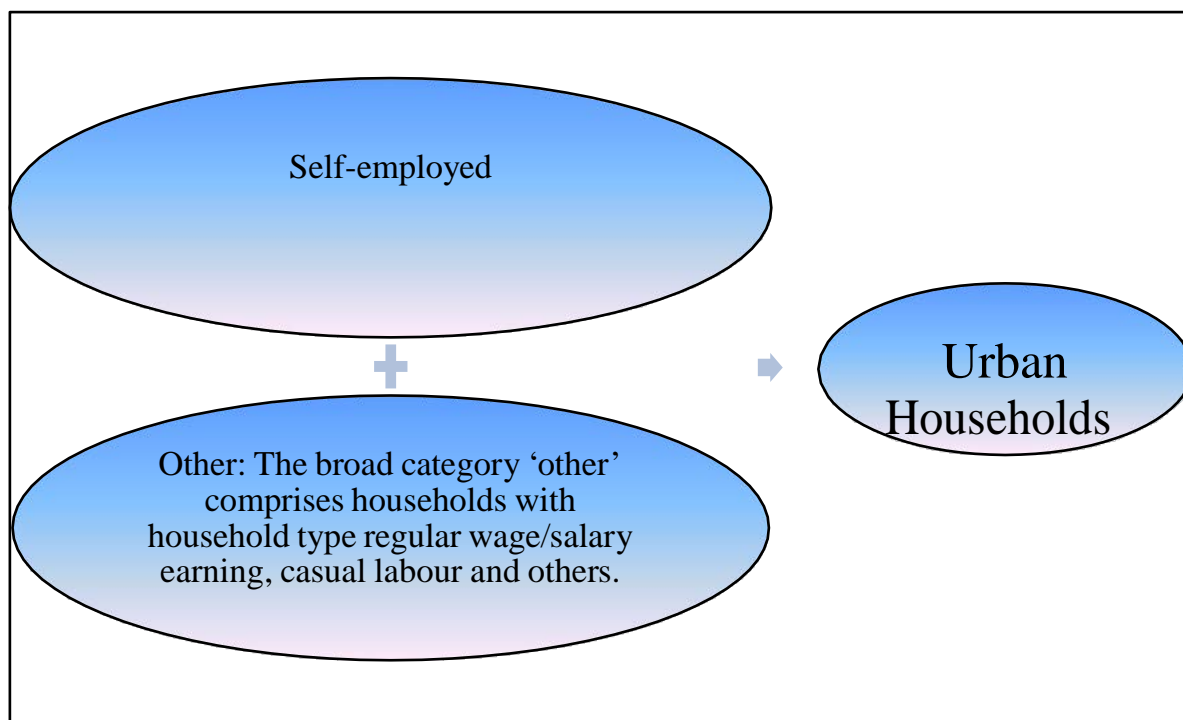 Self-employed
Other: The broad category ‘other’
comprises households with
household type regular wage/salary
earning, casual labour and others.
Urban
Households